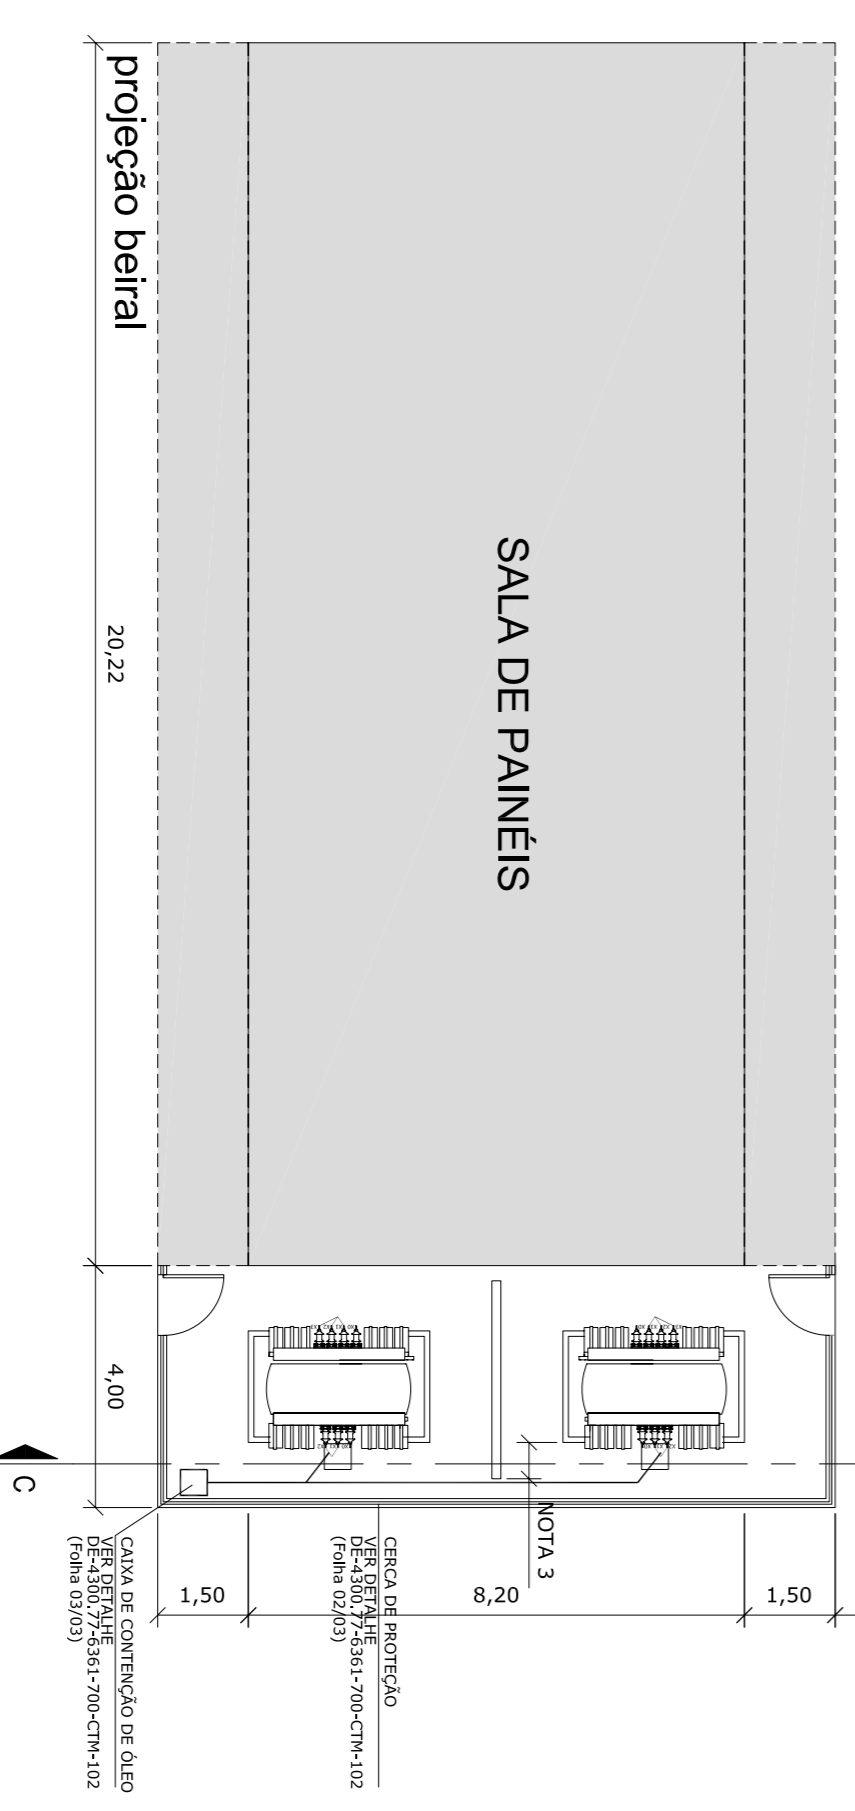 projeção beiral
SALA DE PAINÉIS
20,22
4,00
C
NOTA 3
1,50
8,20
1,50
CERCA DE PROTEÇÃO
VER DETALHE
DE-4300.77-6361-700-CTM-102
(Folha 02/03)
CAIXA DE CONTENÇÃO DE ÓLEO
VER DETALHE
DE-4300.77-6361-700-CTM-102
(Folha 03/03)